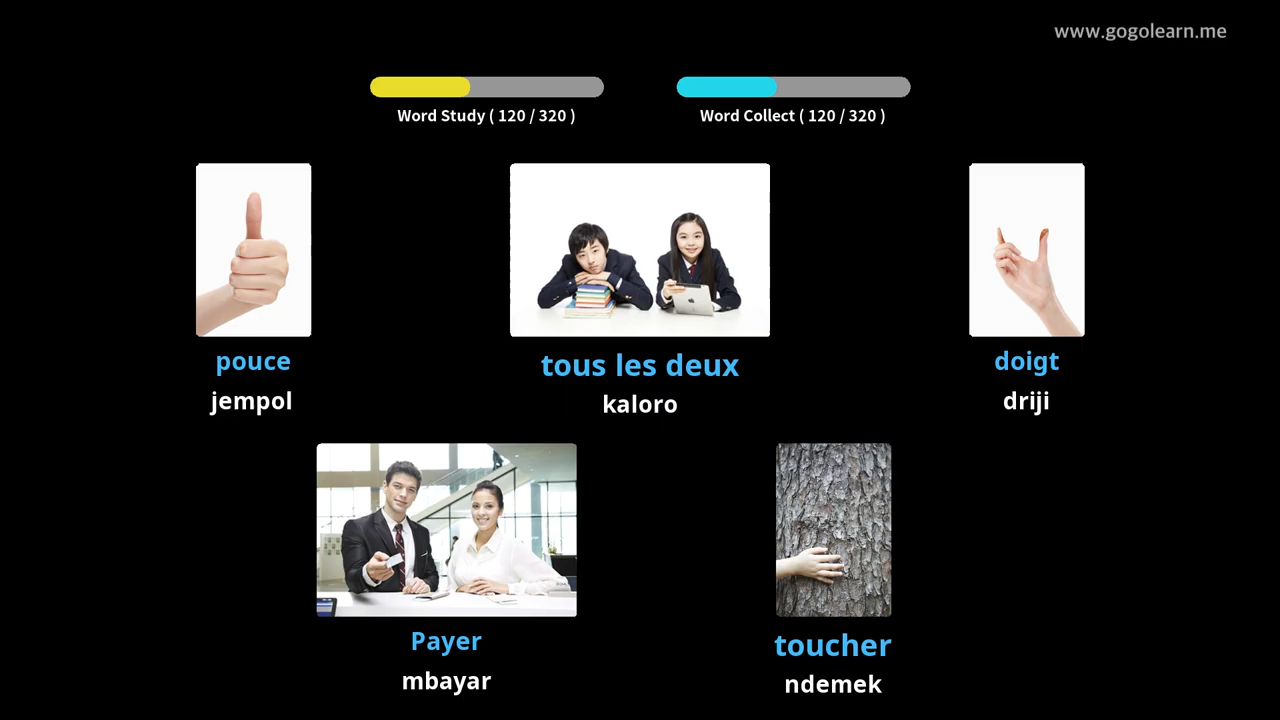 www.gogolearn.me
Word Study ( 120 / 320 )
Word Collect ( 120 / 320 )
pouce
jempol
tous les deux
kaloro
doigt
driji
Payer
mbayar
toucher
ndemek